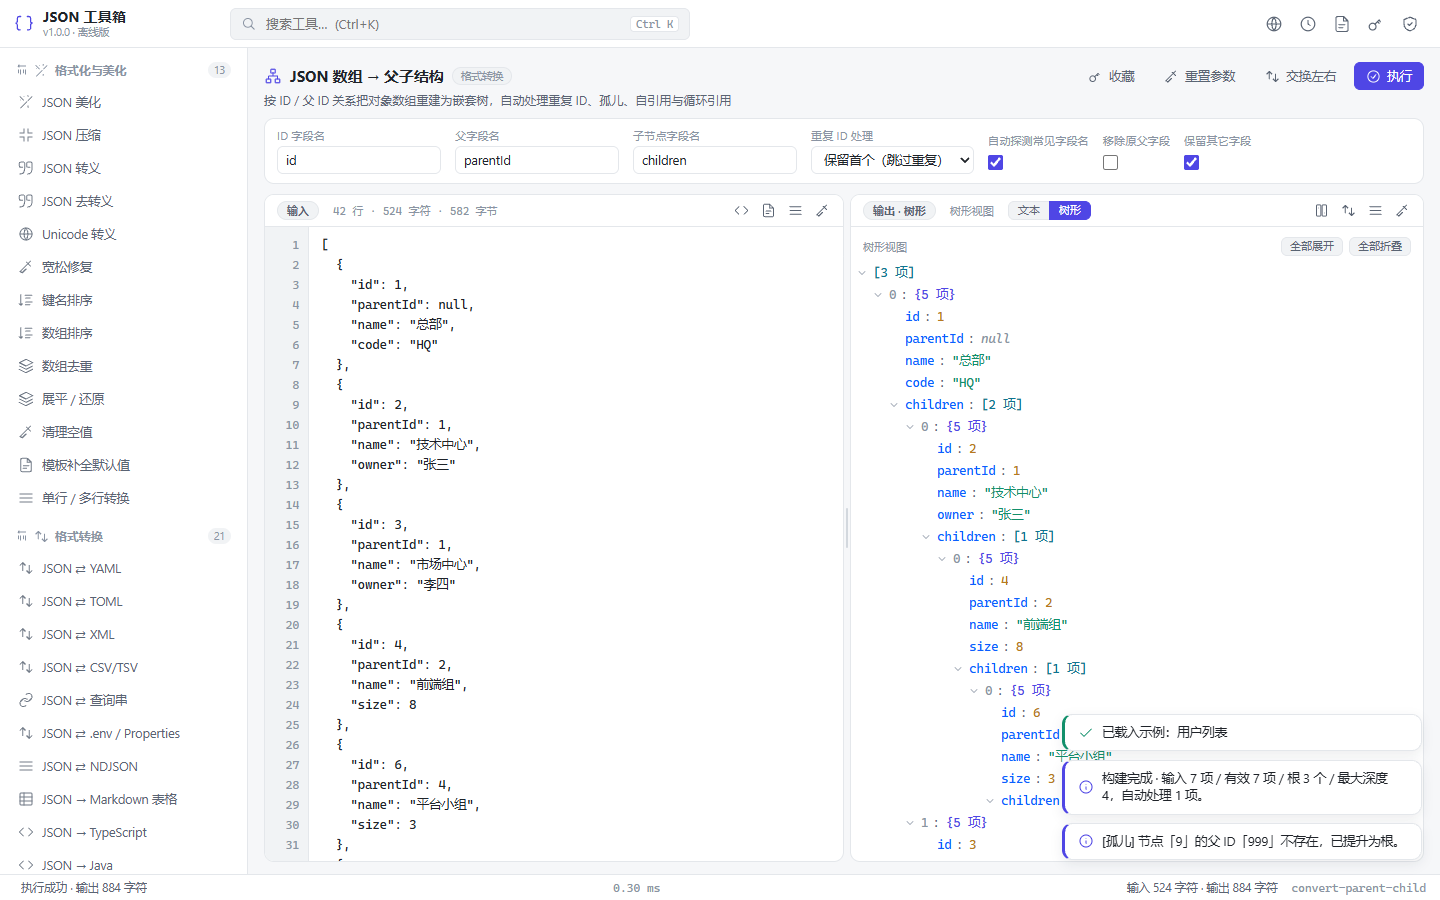 JSON 工具箱
v1.0.0 · 离线版
搜索工具... (Ctrl+K)
Ctrl K
格式化与美化
13
JSON 美化
JSON 压缩
JSON 转义
JSON 去转义
Unicode 转义
宽松修复
键名排序
数组排序
数组去重
展平 / 还原
清理空值
模板补全默认值
单行 / 多行转换
格式转换
21
JSON ⇄ YAML
JSON ⇄ TOML
JSON ⇄ XML
JSON ⇄ CSV/TSV
JSON ⇄ 查询串
JSON ⇄ .env / Properties
JSON ⇄ NDJSON
JSON → Markdown 表格
JSON → TypeScript
JSON → Java
JSON 数组 → 父子结构
格式转换
收藏
重置参数
交换左右
执行
按 ID / 父 ID 关系把对象数组重建为嵌套树，自动处理重复 ID、孤儿、自引用与循环引用
ID 字段名
父字段名
子节点字段名
重复 ID 处理
自动探测常见字段名
移除原父字段
保留其它字段
id
parentId
children
保留首个（跳过重复）
输入
42 行 · 524 字符 · 582 字节
1 [
2 {
3 "id": 1,
4 "parentId": null,
5 "name": "总部",
6 "code": "HQ"
7 },
8 {
9 "id": 2,
10 "parentId": 1,
11 "name": "技术中心",
12 "owner": "张三"
13 },
14 {
15 "id": 3,
16 "parentId": 1,
17 "name": "市场中心",
18 "owner": "李四"
19 },
20 {
21 "id": 4,
22 "parentId": 2,
23 "name": "前端组",
24 "size": 8
25 },
26 {
27 "id": 6,
28 "parentId": 4,
29 "name": "平台小组",
30 "size": 3
31 },
输出 · 树形
树形视图
文本
树形
树形视图
全部展开
全部折叠
[3 项]
0 : {5 项}
id : 1
parentId : null
name : "总部"
code : "HQ"
children : [2 项]
0 : {5 项}
id : 2
parentId : 1
name : "技术中心"
owner : "张三"
children : [1 项]
0 : {5 项}
id : 4
parentId : 2
name : "前端组"
size : 8
children : [1 项]
0 : {5 项}
id : 6
parentId
name : "平台小组"
size : 3
children
1 : {5 项}
id : 3
已载入示例：用户列表
构建完成 · 输入 7 项 / 有效 7 项 / 根 3 个 / 最大深度
4，自动处理 1 项。
[孤儿] 节点「9」的父 ID「999」不存在，已提升为根。
执行成功 · 输出 884 字符
0.30 ms
输入 524 字符 · 输出 884 字符
convert-parent-child